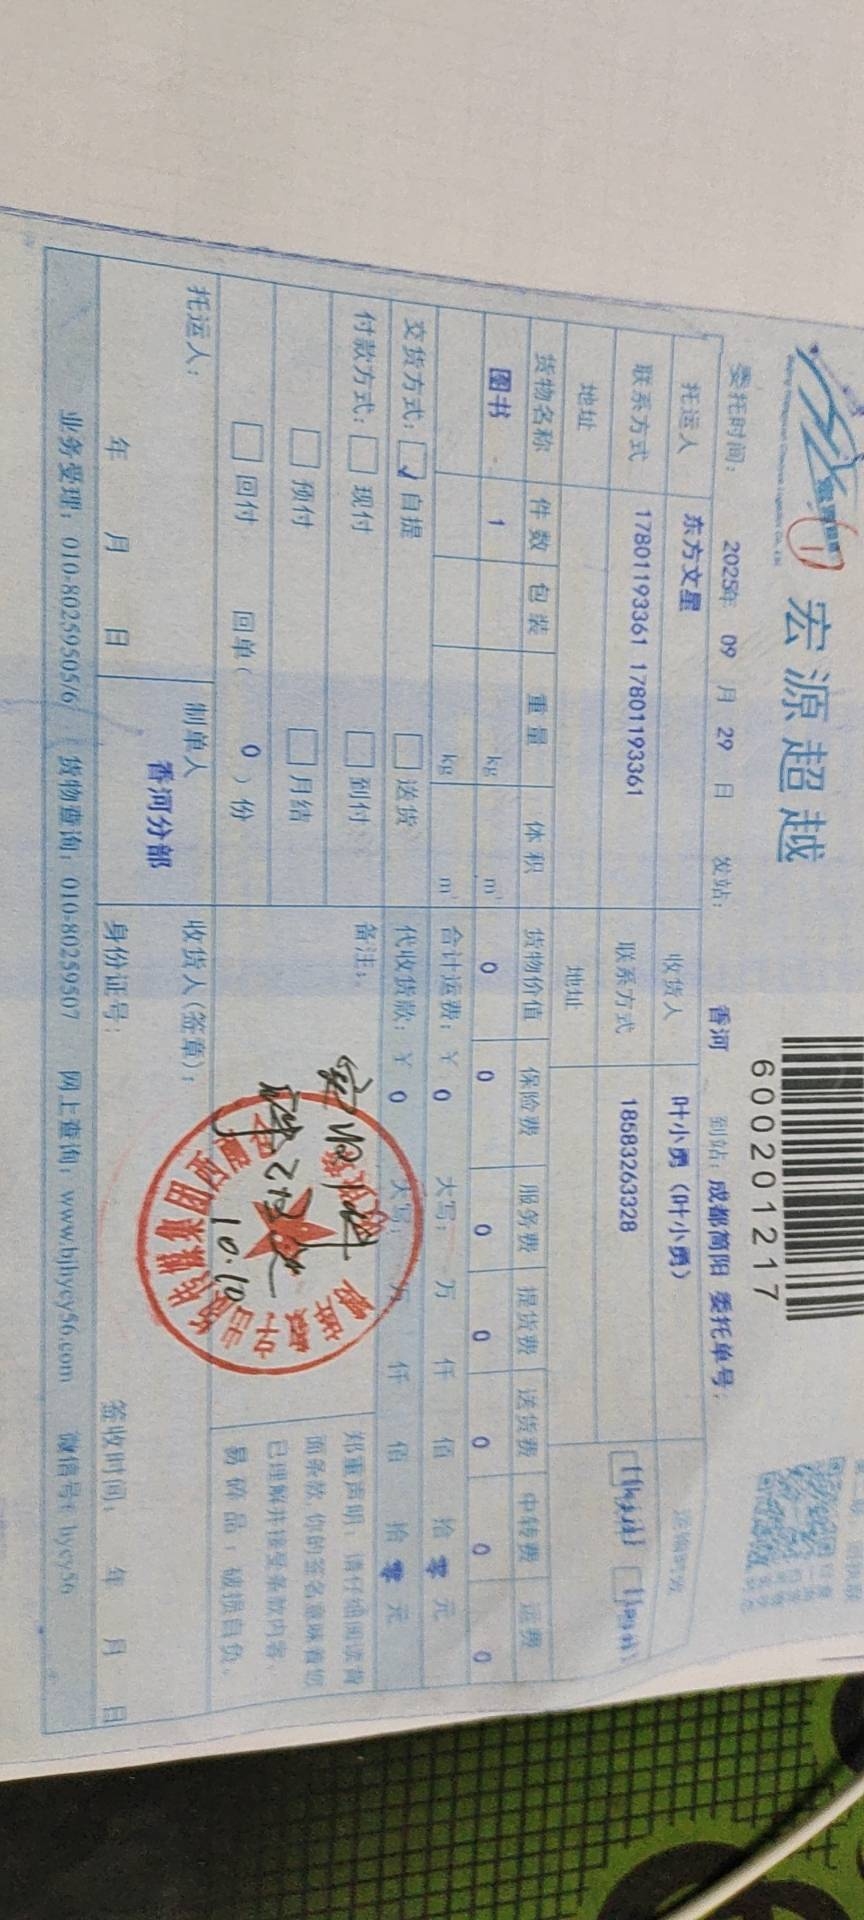 宏源超越
600201217
委托时间： 2025年 09 月 29 日 发站： 香河 到站：成都简阳 委托单号：
托运人 东方文星 收货人 叶小勇（叶小勇）
联系方式 17801193361 17801193361 联系方式 18683263328
地址 地址
货物名称 件数 包装 重量 体积 货物价值 保险费 服务费 提货费 送货费 中转费 运费
图书 1 kg m³ 0 0 0 0 0 0 0
kg m³ 合计运费：￥ 0 大写： 万 仟 佰 拾 零 元
交货方式： 自提 送货 代收货款：￥ 0 大写： 万 仟 佰 拾 零 元
付款方式： 现付 到付 备注：
预付 月结
回付 回单（ 0 ）份
郑重声明：请仔细阅读背
面条款，你的签名意味着您
已理解并接受条款内容。
易碎品：破损自负。
10.10
托运人： 制单人 收货人（签章）：
香河分部
年 月 日 身份证号： 签收时间： 年 月 日
业务受理：010-80259505/6 货物查询：010-80259507 网上查询：www.bjhycy56.com 微信号：hycy56